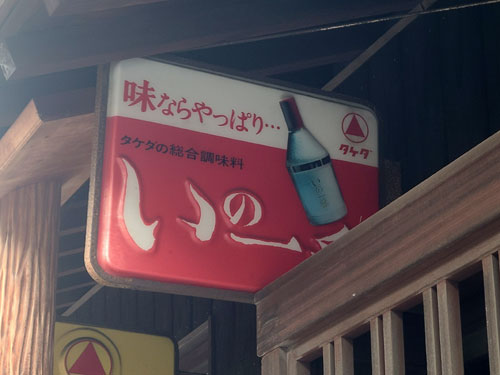 味ならやっぱり…
タケダ
タケダの総合調味料
いの一